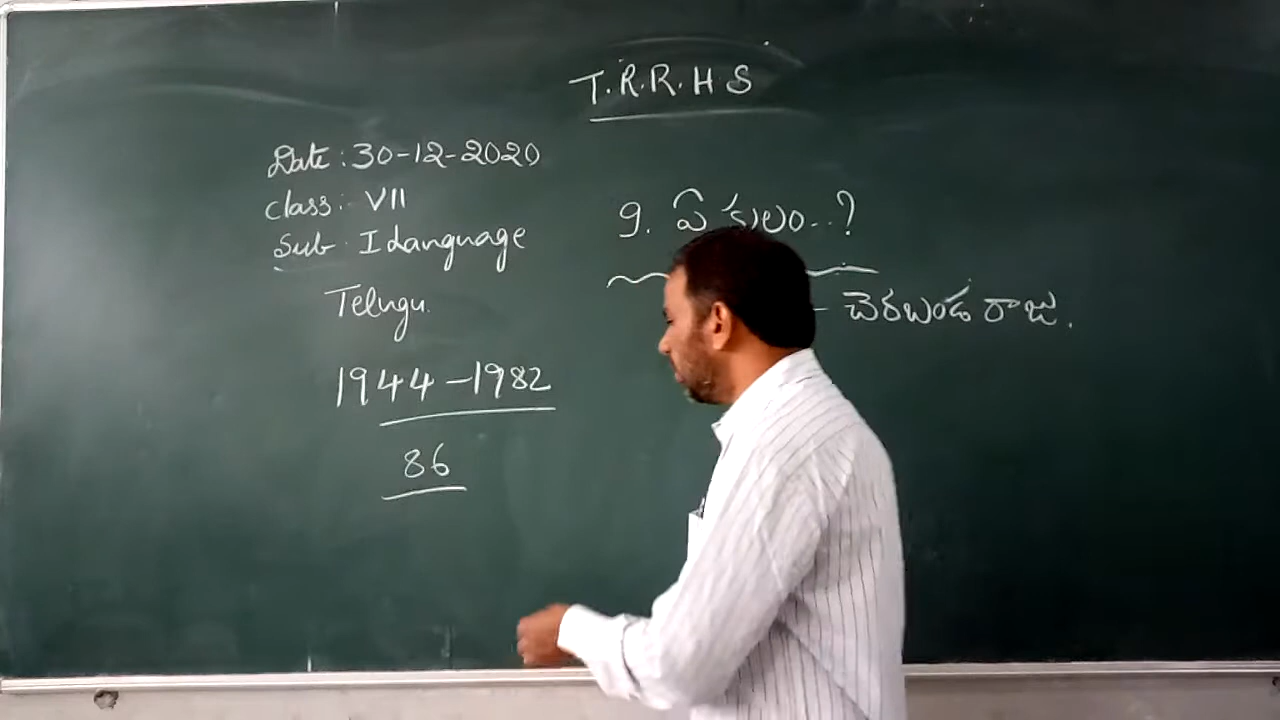 T.R.R.H S
Date : 30-12-2020
Class : VII
Sub : I Language
Telugu.
1944 - 1982
86
9. ఏ కులం..?
- చెరబండ రాజు.